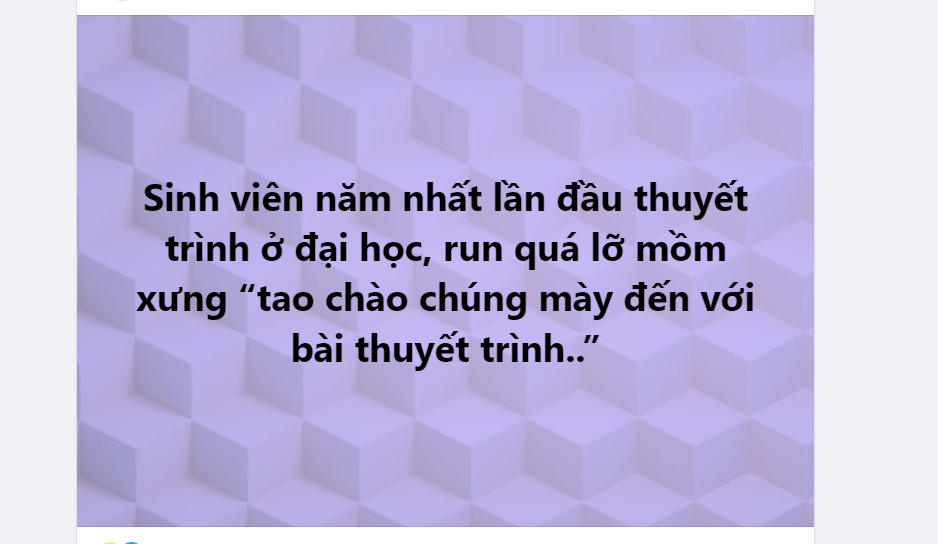 Sinh viên năm nhất lần đầu thuyết
trình ở đại học, run quá lỡ mồm
xưng “tao chào chúng mày đến với
bài thuyết trình..”